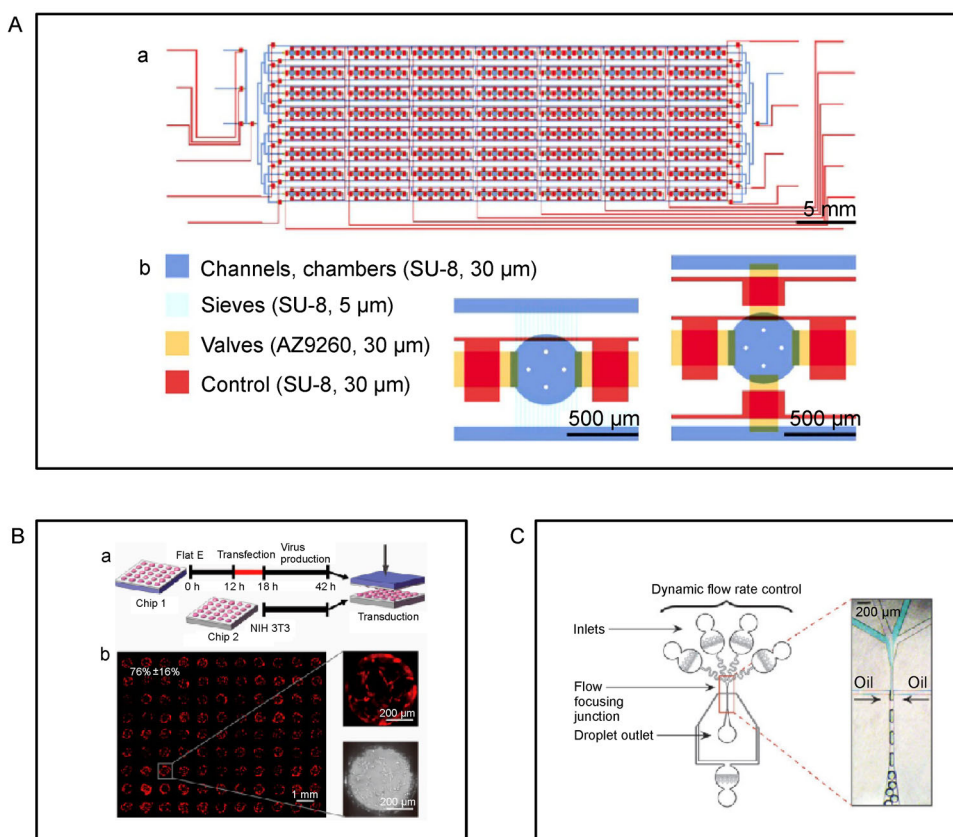 A
a
5 mm
b
Channels, chambers (SU-8, 30 µm)
Sieves (SU-8, 5 µm)
Valves (AZ9260, 30 µm)
Control (SU-8, 30 µm)
500 µm
500 µm
B
a
Flat E
Transfection
Virus
production
0 h
12 h
18 h
42 h
Chip 1
Chip 2
NIH 3T3
Transduction
b
76% ±16%
1 mm
200 µm
200 µm
C
Dynamic flow rate control
Inlets
Flow
focusing
junction
Droplet outlet
200 µm
Oil
Oil